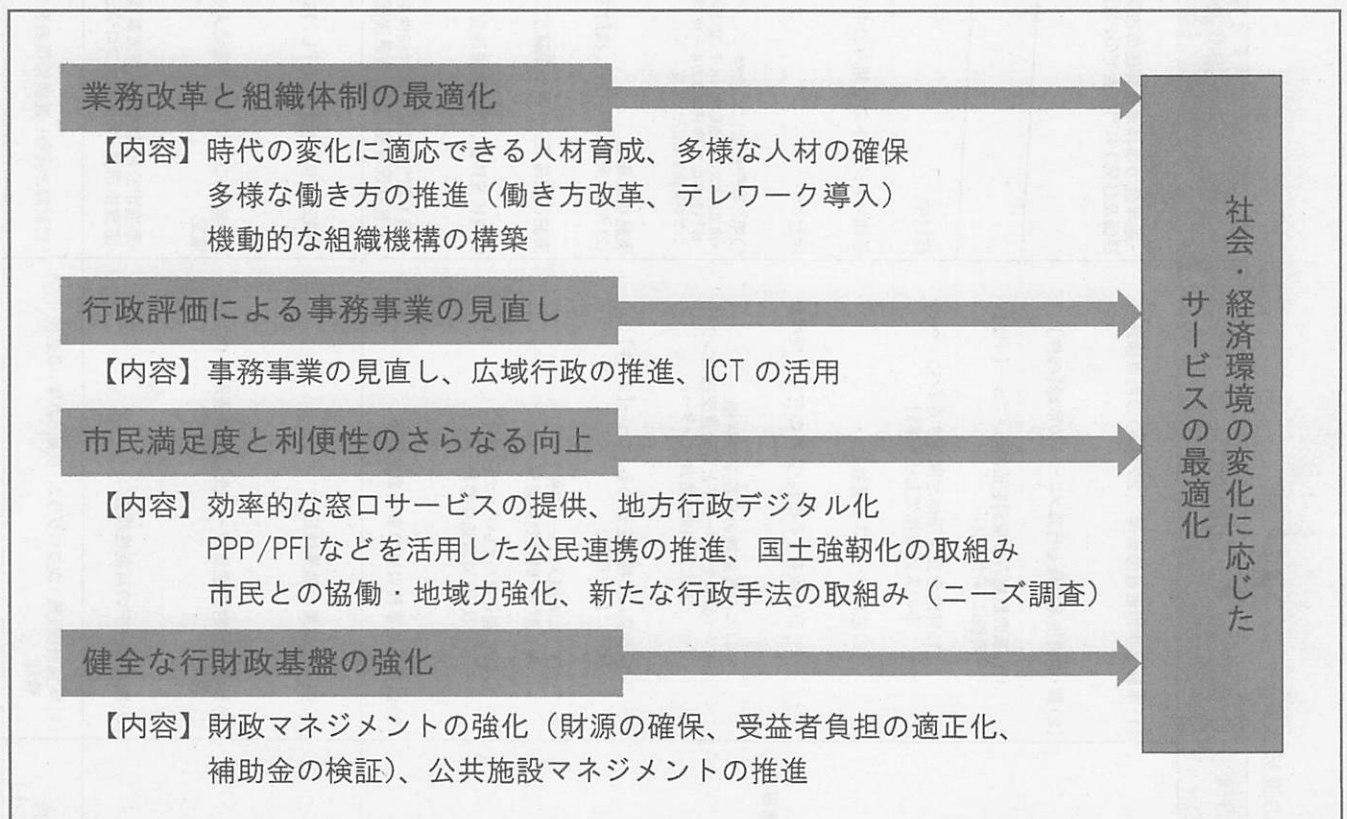 業務改革と組織体制の最適化
【内容】時代の変化に適応できる人材育成、多様な人材の確保
多様な働き方の推進（働き方改革、テレワーク導入）
機動的な組織機構の構築
行政評価による事務事業の見直し
【内容】事務事業の見直し、広域行政の推進、ICT の活用
市民満足度と利便性のさらなる向上
【内容】効率的な窓口サービスの提供、地方行政デジタル化
PPP/PFI などを活用した公民連携の推進、国土強靭化の取組み
市民との協働・地域力強化、新たな行政手法の取組み（ニーズ調査）
健全な行財政基盤の強化
【内容】財政マネジメントの強化（財源の確保、受益者負担の適正化、
補助金の検証）、公共施設マネジメントの推進
社会・経済環境の変化に応じた
サービスの最適化